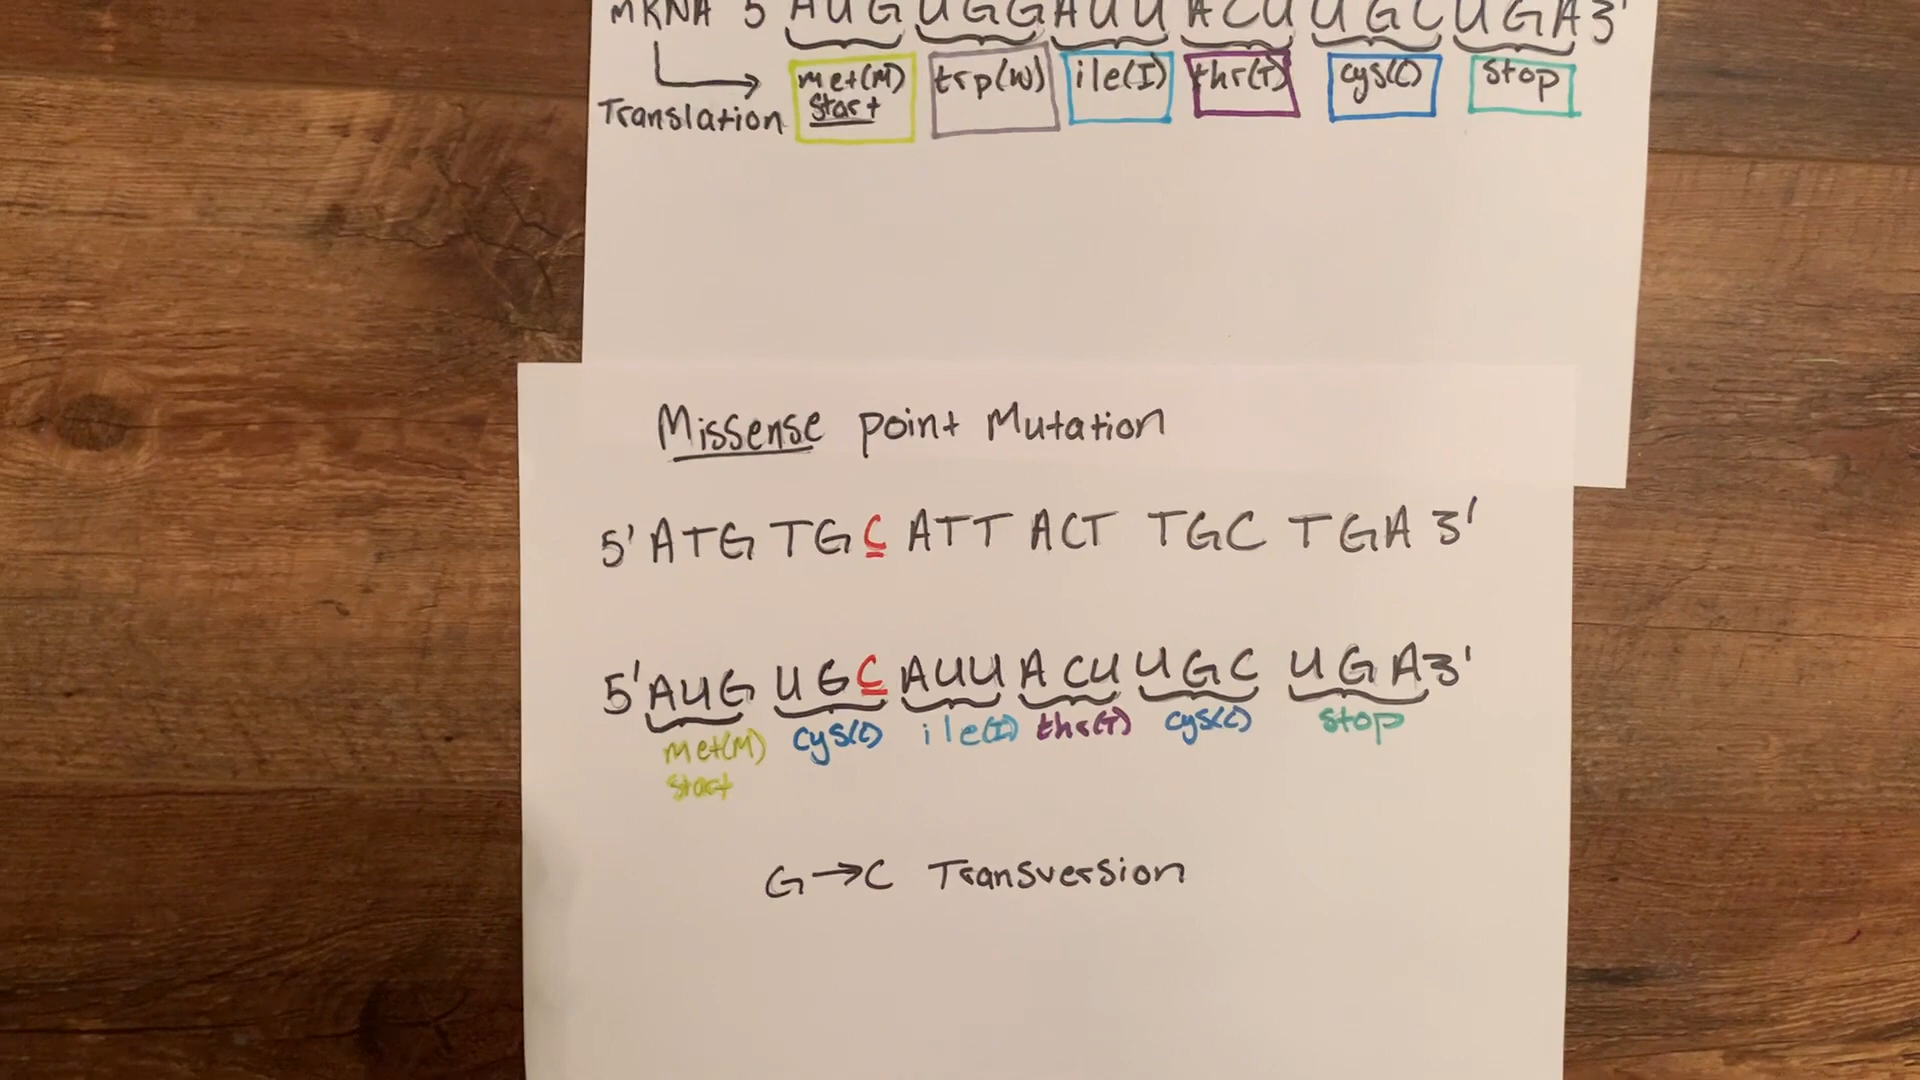 mRNA 5' AUG UGG AUU ACU UGC UGA 3'
met(M) trp(W) ile(I) thr(T) cys(C) stop
start
Translation
Missense point Mutation
5' ATG TGC ATT ACT TGC TGA 3'
5' AUG UGC AUU ACU UGC UGA 3'
met(M) cys(C) ile(I) thr(T) cys(C) stop
start
G→C Transversion